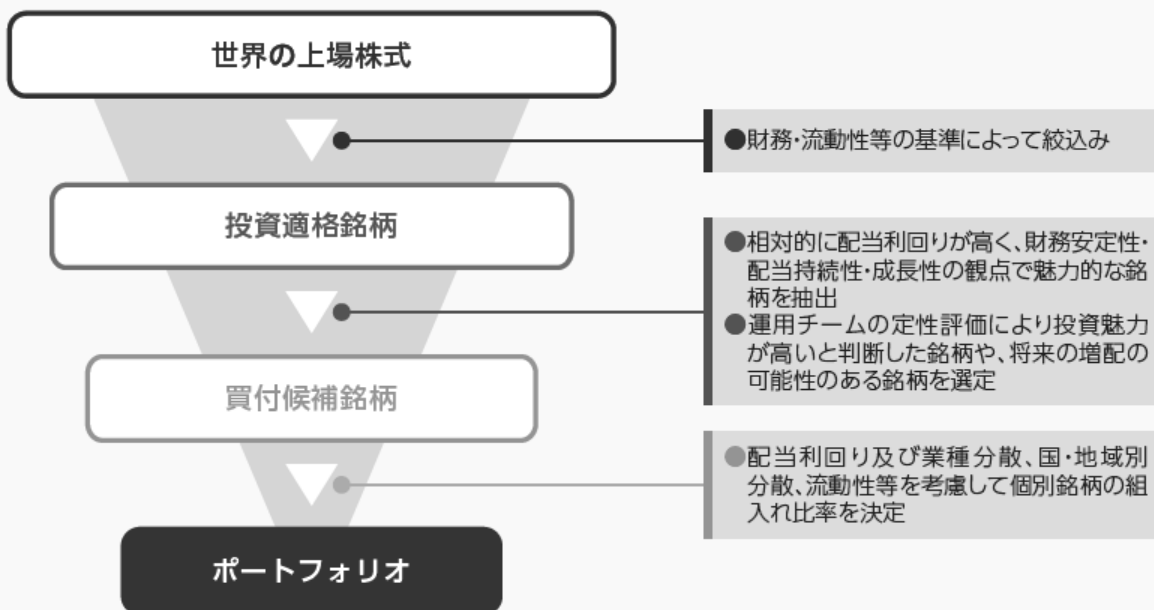 世界の上場株式
●財務・流動性等の基準によって絞込み
投資適格銘柄
●相対的に配当利回りが高く、財務安定性・
配当持続性・成長性の観点で魅力的な銘
柄を抽出
●運用チームの定性評価により投資魅力
が高いと判断した銘柄や、将来の増配の
可能性のある銘柄を選定
買付候補銘柄
●配当利回り及び業種分散、国・地域別
分散、流動性等を考慮して個別銘柄の組
入れ比率を決定
ポートフォリオ